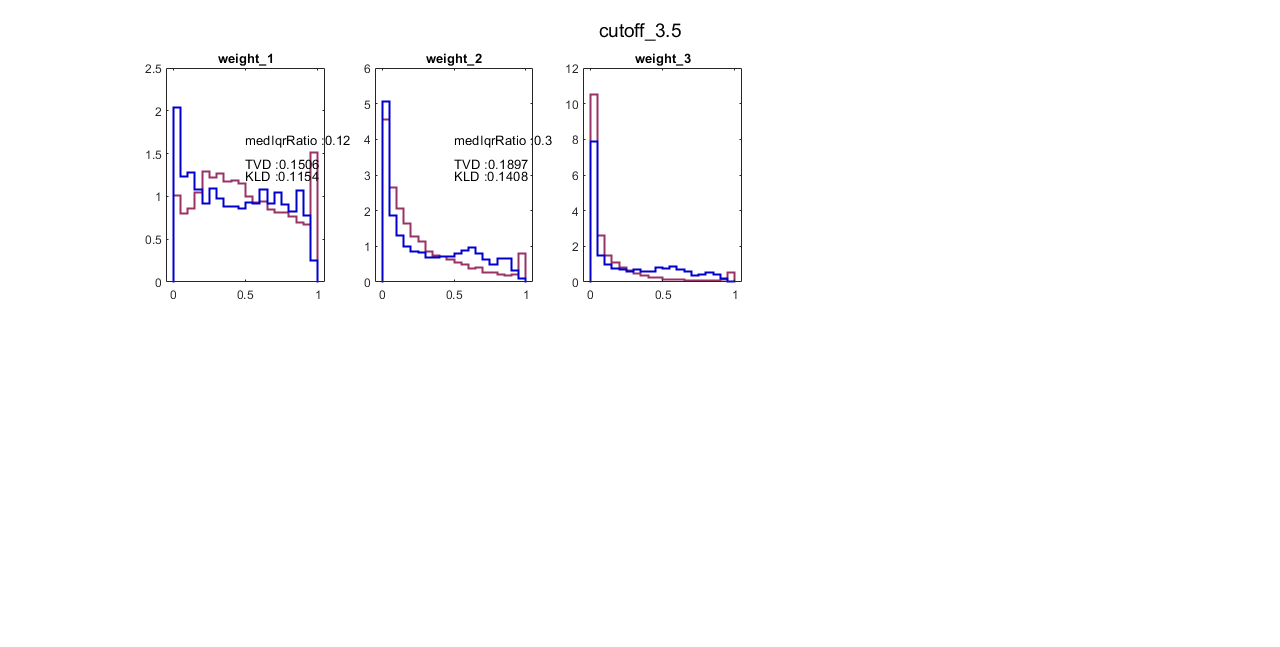 cutoff_3.5
weight_1
2.5
2
1.5
1
0.5
0
0 0.5 1
medIqrRatio :0.12
TVD :0.1506
KLD :0.1154
weight_2
6
5
4
3
2
1
0
0 0.5 1
medIqrRatio :0.3
TVD :0.1897
KLD :0.1408
weight_3
12
10
8
6
4
2
0
0 0.5 1